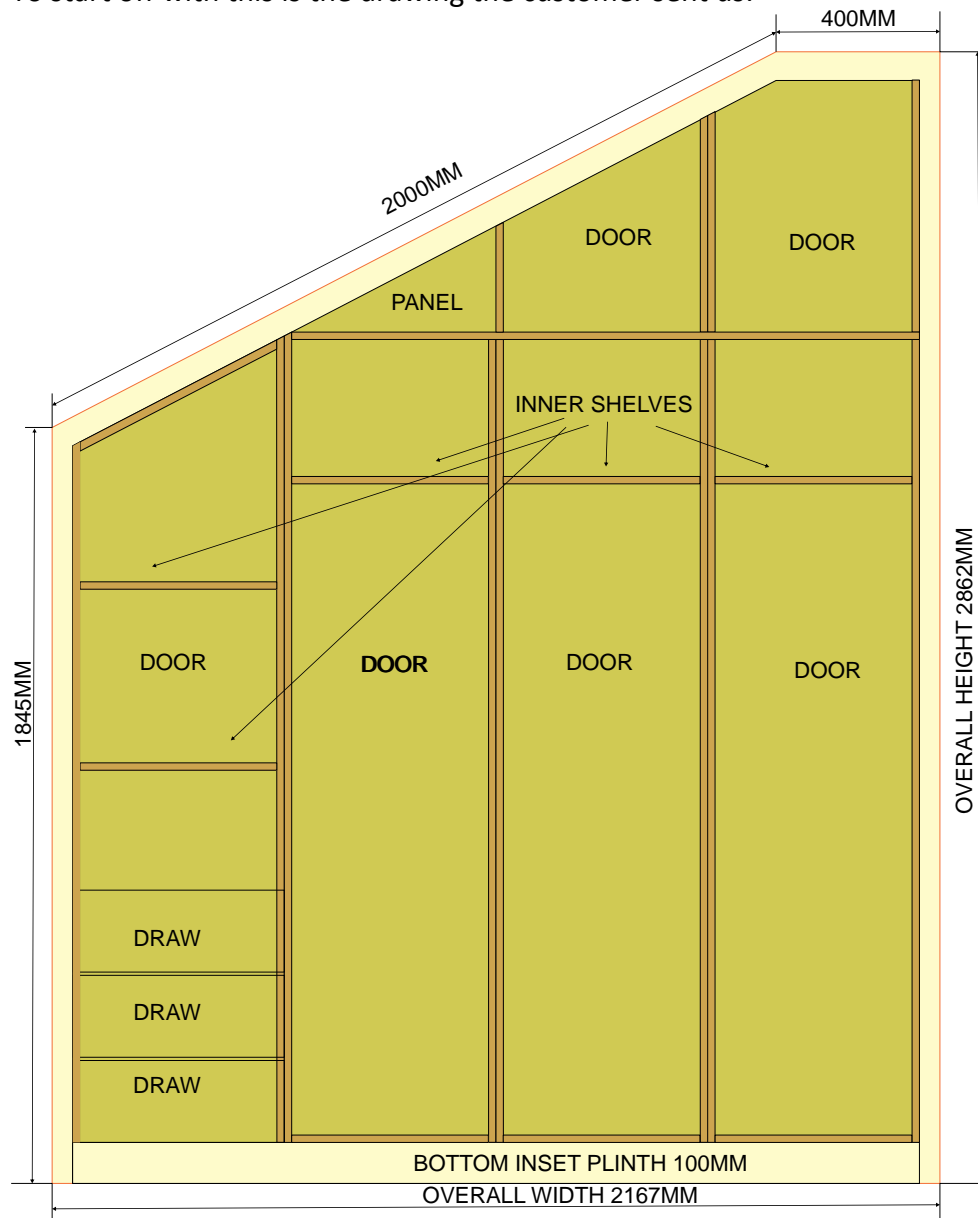 To start off with this is the drawing the customer sent us.
400MM
2000MM
DOOR
DOOR
PANEL
INNER SHELVES
DOOR
DOOR
DOOR
DOOR
1845MM
OVERALL HEIGHT 2862MM
DRAW
DRAW
DRAW
BOTTOM INSET PLINTH 100MM
OVERALL WIDTH 2167MM